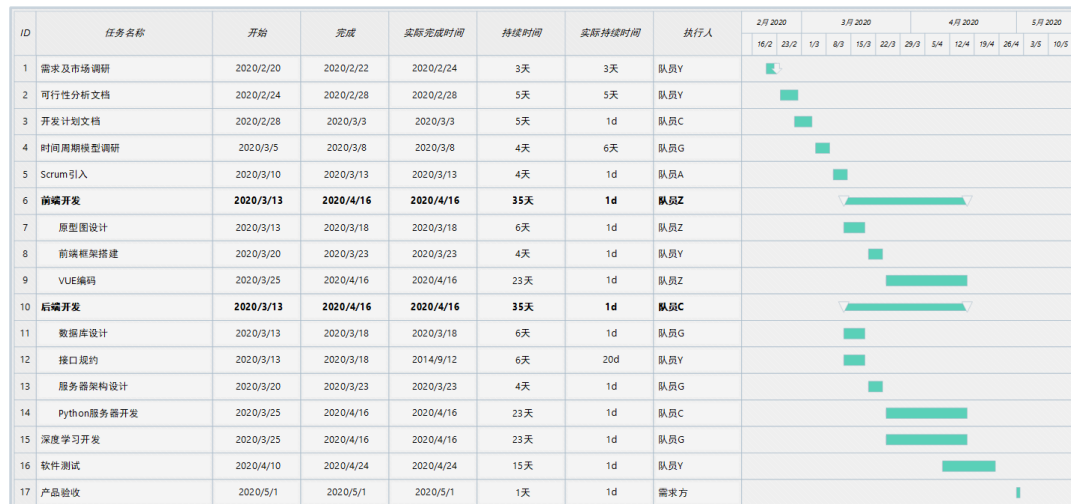 ID 任务名称 开始 完成 实际完成时间 持续时间 实际持续时间 执行人 2月 2020 3月 2020 4月 2020 5月 2020
16/2 23/2 1/3 8/3 15/3 22/3 29/3 5/4 12/4 19/4 26/4 3/5 10/5
1 需求及市场调研 2020/2/20 2020/2/22 2020/2/24 3天 3天 队员Y
2 可行性分析文档 2020/2/24 2020/2/28 2020/2/28 5天 5天 队员Y
3 开发计划文档 2020/2/28 2020/3/3 2020/3/3 5天 1d 队员C
4 时间周期模型调研 2020/3/5 2020/3/8 2020/3/8 4天 6天 队员G
5 Scrum引入 2020/3/10 2020/3/13 2020/3/13 4天 1d 队员A
6 前端开发 2020/3/13 2020/4/16 2020/4/16 35天 1d 队员Z
7 原型图设计 2020/3/13 2020/3/18 2020/3/18 6天 1d 队员Z
8 前端框架搭建 2020/3/20 2020/3/23 2020/3/23 4天 1d 队员Y
9 VUE编码 2020/3/25 2020/4/16 2020/4/16 23天 1d 队员Z
10 后端开发 2020/3/13 2020/4/16 2020/4/16 35天 1d 队员C
11 数据库设计 2020/3/13 2020/3/18 2020/3/18 6天 1d 队员G
12 接口规约 2020/3/13 2020/3/18 2014/9/12 6天 20d 队员Y
13 服务器架构设计 2020/3/20 2020/3/23 2020/3/23 4天 1d 队员G
14 Python服务器开发 2020/3/25 2020/4/16 2020/4/16 23天 1d 队员C
15 深度学习开发 2020/3/25 2020/4/16 2020/4/16 23天 1d 队员G
16 软件测试 2020/4/10 2020/4/24 2020/4/24 15天 1d 队员Y
17 产品验收 2020/5/1 2020/5/1 2020/5/1 1天 1d 需求方